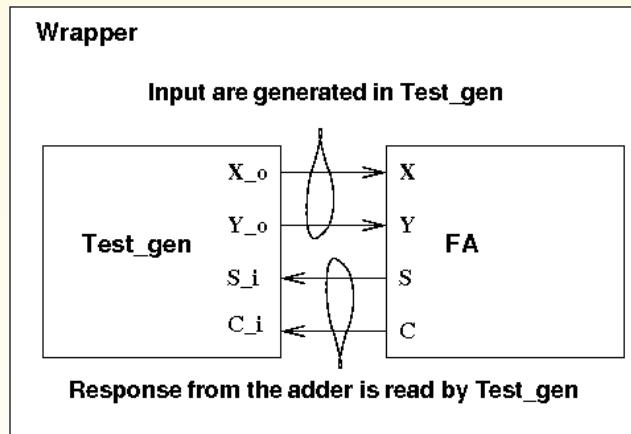 Wrapper
Input are generated in Test_gen
X_o X
Y_o Y
Test_gen FA
S_i S
C_i C
Response from the adder is read by Test_gen